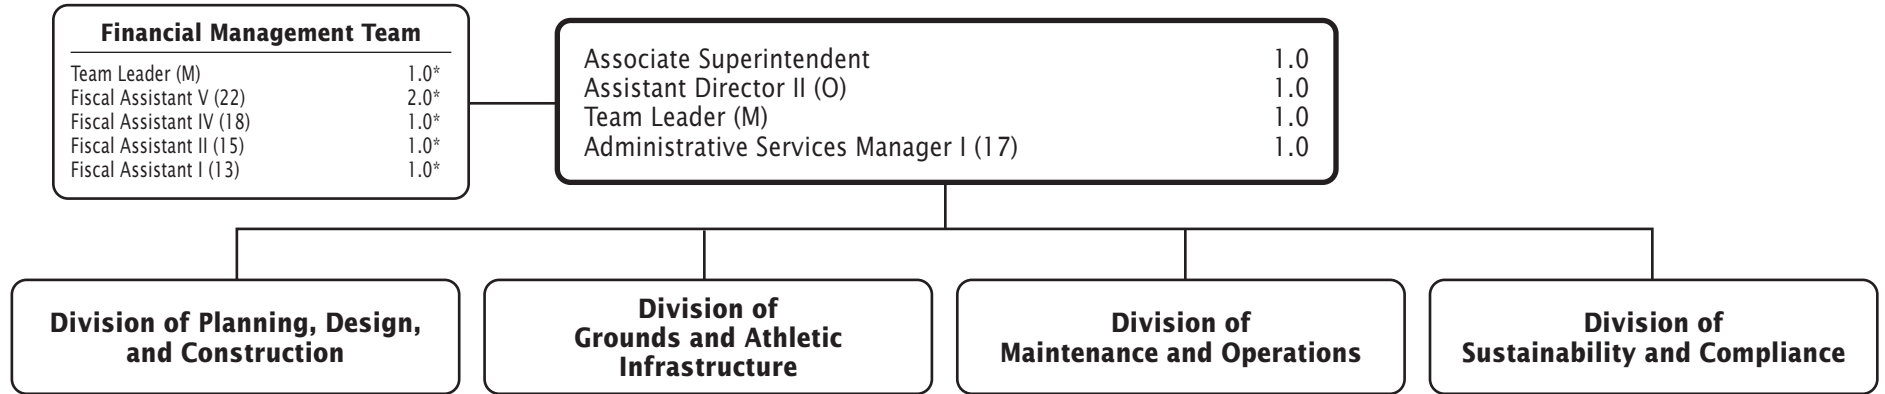 Financial Management Team
Team Leader (M) 1.0*
Fiscal Assistant V (22) 2.0*
Fiscal Assistant IV (18) 1.0*
Fiscal Assistant II (15) 1.0*
Fiscal Assistant I (13) 1.0*
Associate Superintendent 1.0
Assistant Director II (O) 1.0
Team Leader (M) 1.0
Administrative Services Manager I (17) 1.0
Division of Planning, Design,
and Construction
Division of
Grounds and Athletic
Infrastructure
Division of
Maintenance and Operations
Division of
Sustainability and Compliance